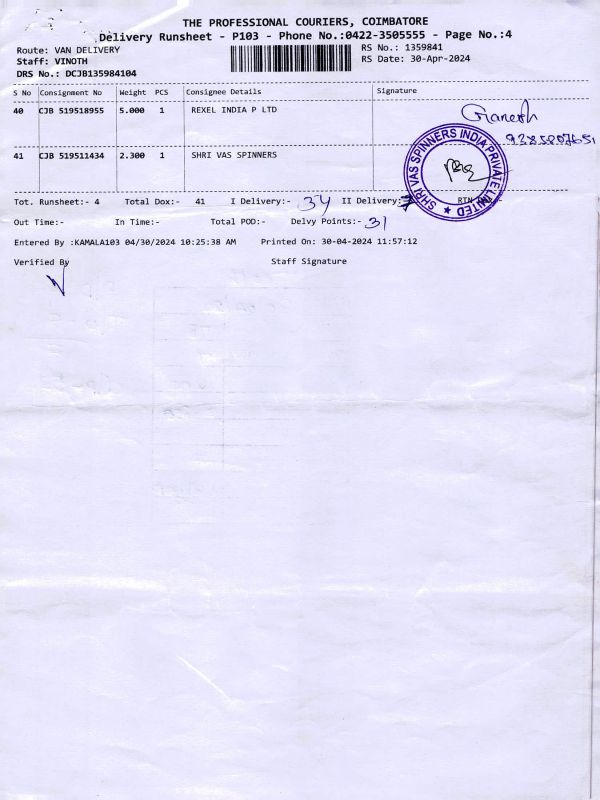 THE PROFESSIONAL COURIERS, COIMBATORE
Delivery Runsheet - P103 - Phone No.:0422-3505555 - Page No.:4
Route: VAN DELIVERY
RS No.: 1359841
Staff: VINOTH
RS Date: 30-Apr-2024
DRS No.: DCJB135984104
S No Consignment No Weight PCS Consignee Details Signature
40 CJB 519518955 5.000 1 REXEL INDIA P LTD
Ganesh
41 CJB 519511434 2.300 1 SHRI VAS SPINNERS
SHRI VAS SPINNERS INDIA PRIVATE LIMITED
Tot. Runsheet:- 4 Total Dox:- 41 I Delivery:- 34 II Delivery:- RTN
Out Time:- In Time:- Total POD:- Delvy Points:- 31
Entered By :KAMALA103 04/30/2024 10:25:38 AM Printed On: 30-04-2024 11:57:12
Verified By Staff Signature